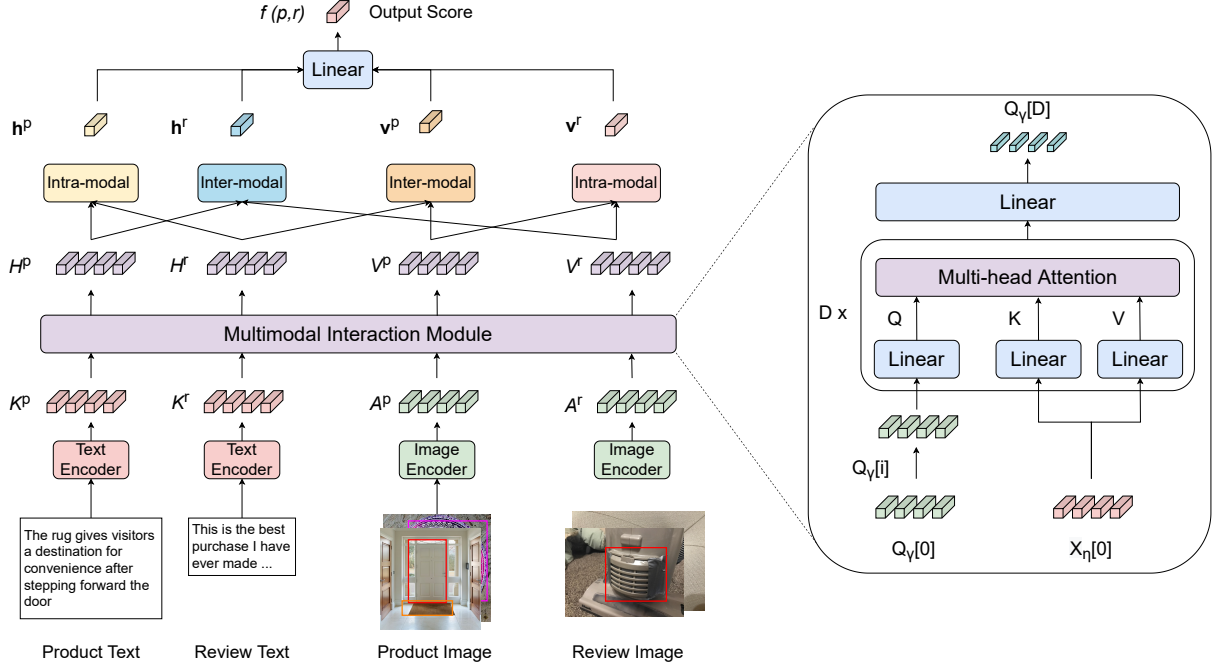 f (p,r) Output Score
Linear
h^p h^r v^p v^r
Intra-modal Inter-modal Inter-modal Intra-modal
H^p H^r V^p V^r
Multimodal Interaction Module
K^p K^r A^p A^r
Text Encoder
Text Encoder
Image Encoder
Image Encoder
The rug gives visitors
a destination for
convenience after
stepping forward the
door
This is the best
purchase I have
ever made ...
Product Text Review Text Product Image Review Image
Q_γ[D]
Linear
Multi-head Attention
D x
Q K V
Linear Linear Linear
Q_γ[i]
Q_γ[0] X_η[0]